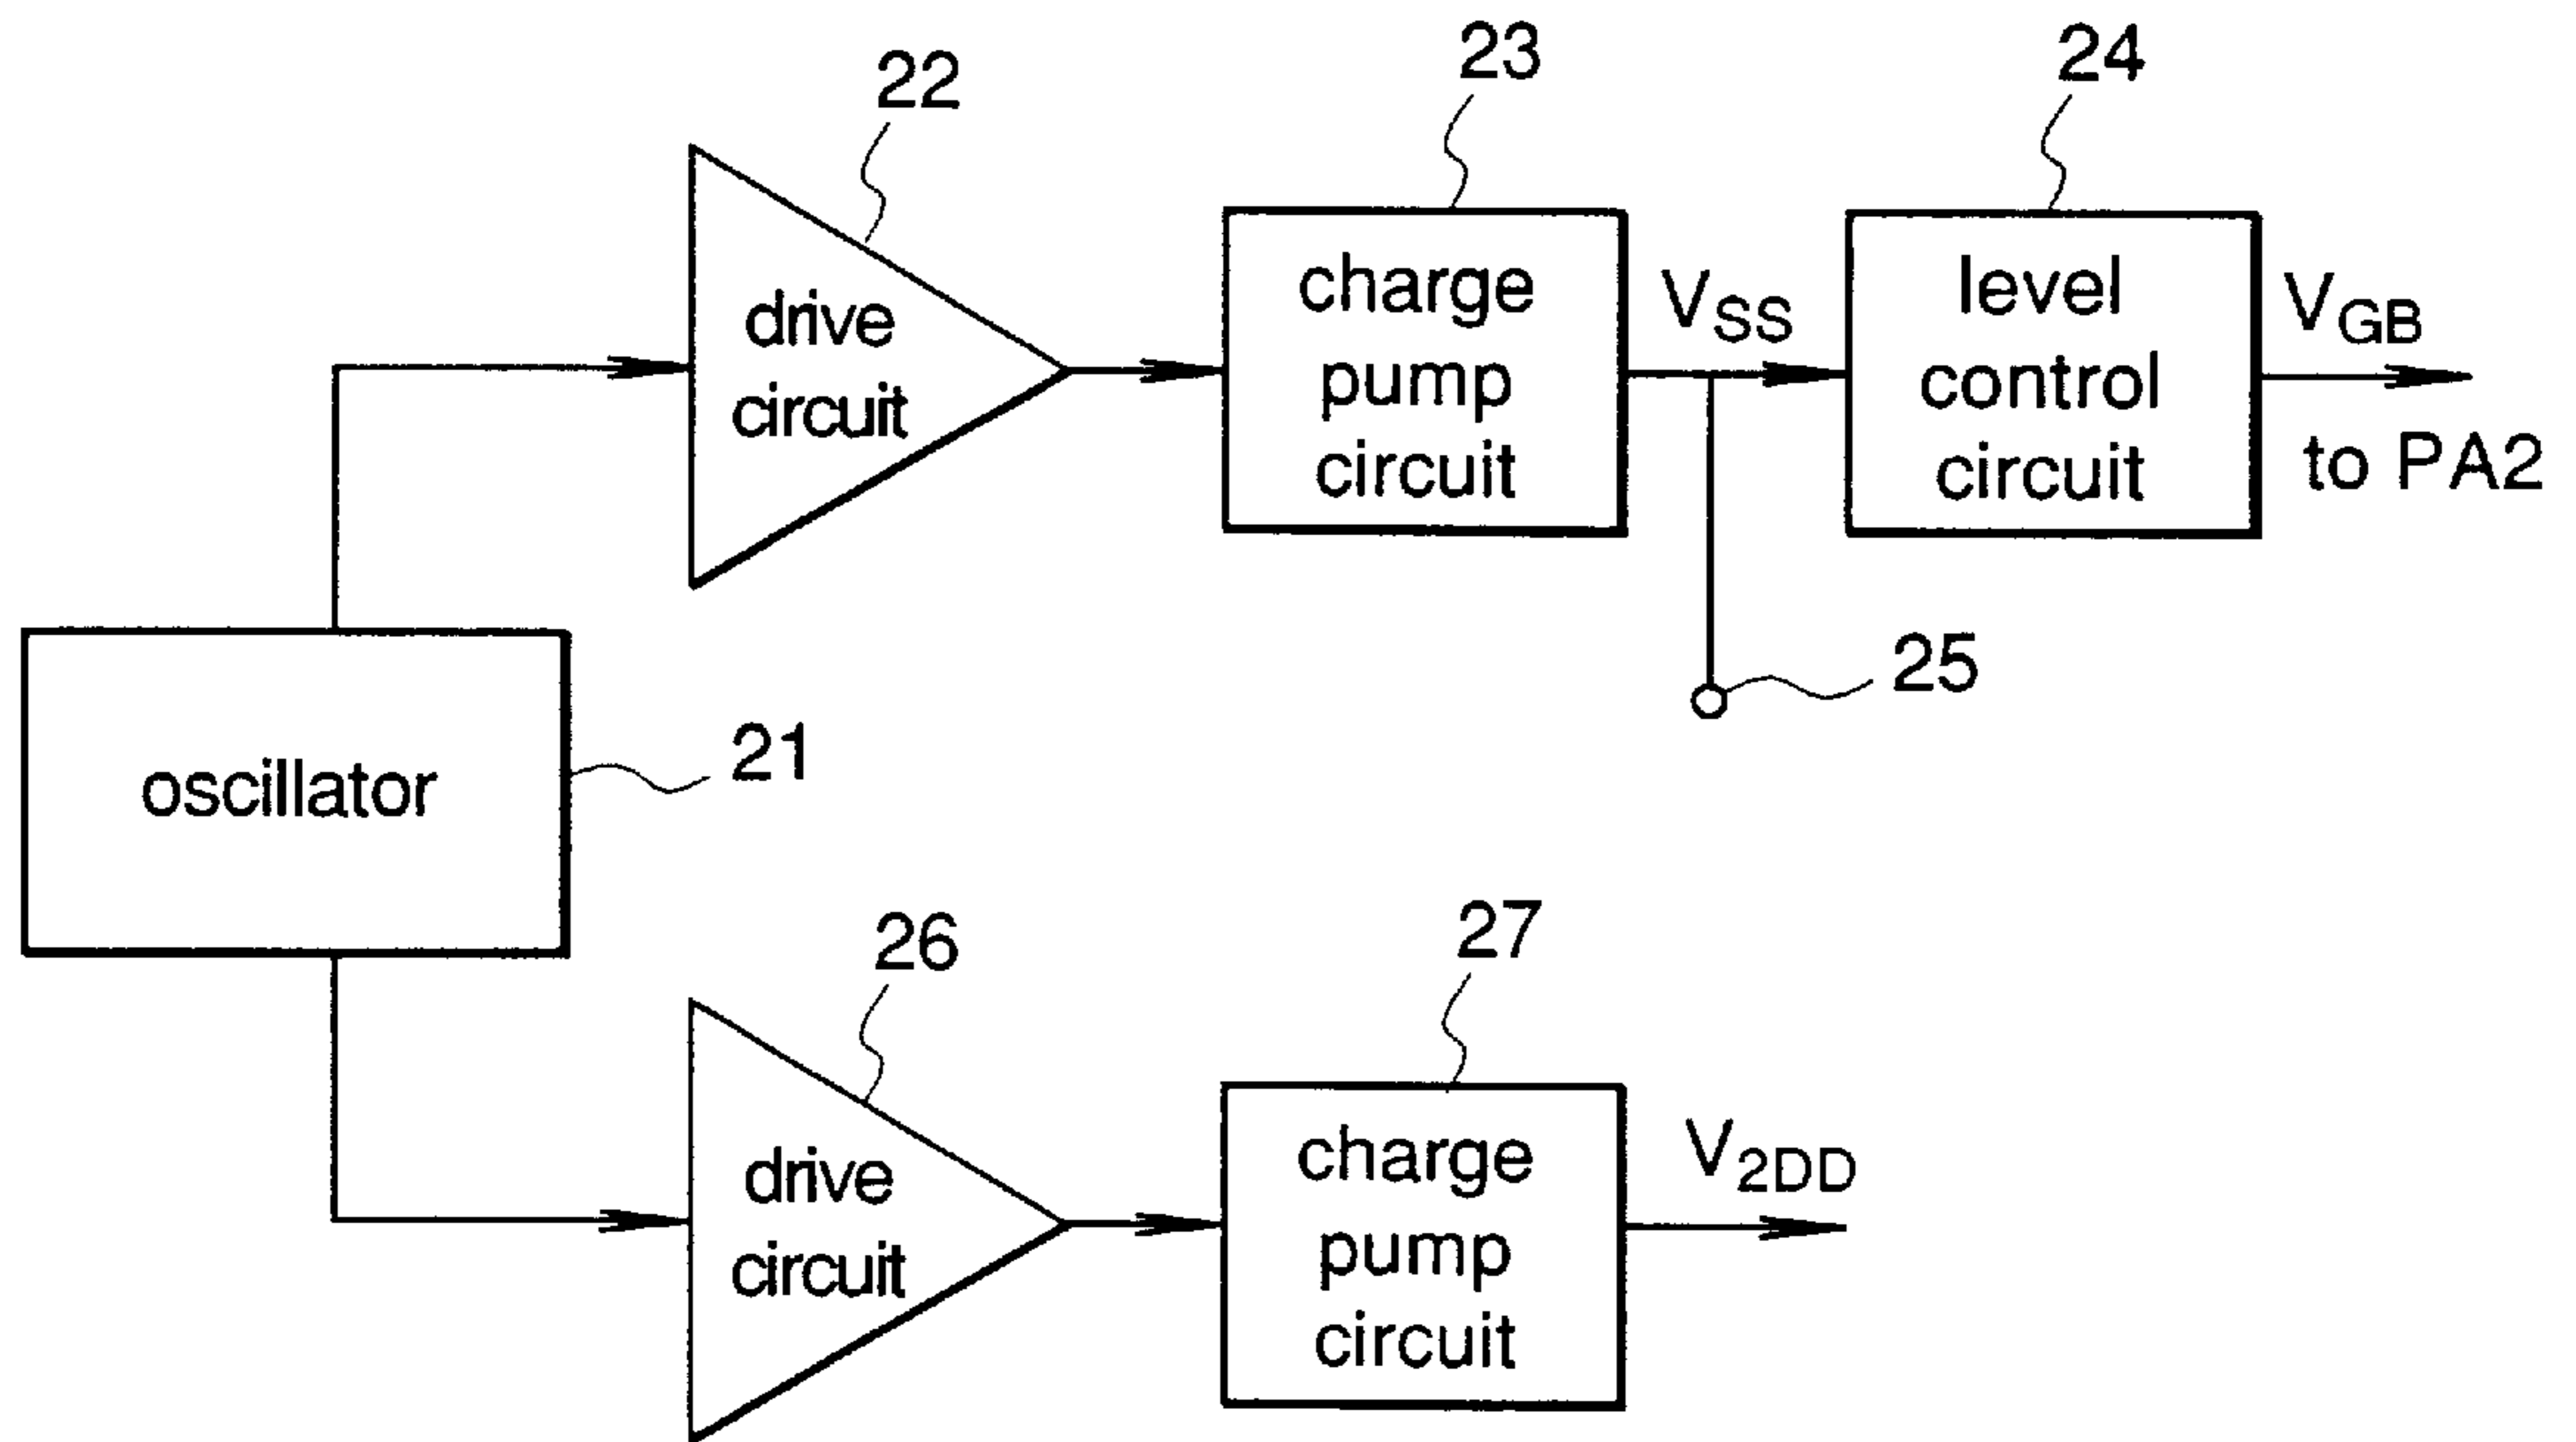 22
23
24
drive
circuit
charge
pump
circuit
VSS
level
control
circuit
VGB
to PA2
25
oscillator
21
26
27
drive
circuit
charge
pump
circuit
V2DD